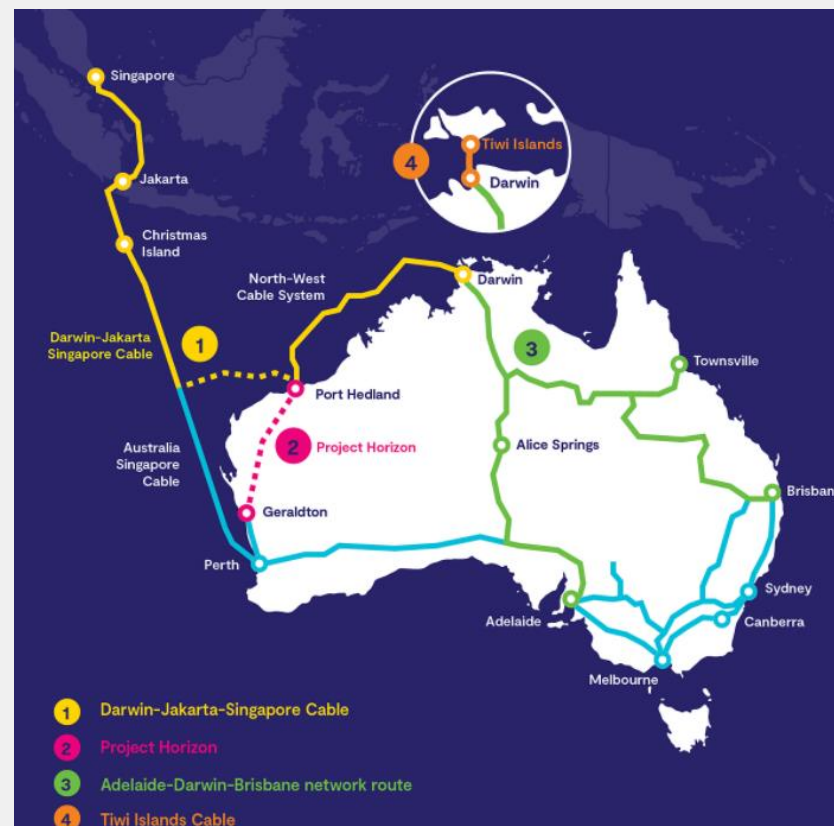 Singapore
Jakarta
Christmas
Island
North-West
Cable System
4
Tiwi Islands
Darwin
Darwin
Darwin-Jakarta
Singapore Cable
1
3
Townsville
Port Hedland
Australia
Singapore
Cable
2
Project Horizon
Alice Springs
Brisban
Geraldton
Perth
Adelaide
Sydney
Canberra
Melbourne
1 Darwin-Jakarta-Singapore Cable
2 Project Horizon
3 Adelaide-Darwin-Brisbane network route
4 Tiwi Islands Cable